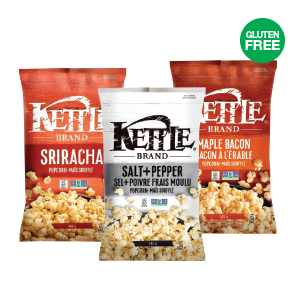 GLUTEN
FREE
KETTLE
BRAND
SRIRACHA
POPCORN • MAÏS SOUFFLÉ
KETTLE
BRAND
SALT + PEPPER
SEL + POIVRE FRAIS MOULU
POPCORN • MAÏS SOUFFLÉ
KETTLE
BRAND
MAPLE BACON
BACON À L'ÉRABLE
POPCORN • MAÏS SOUFFLÉ